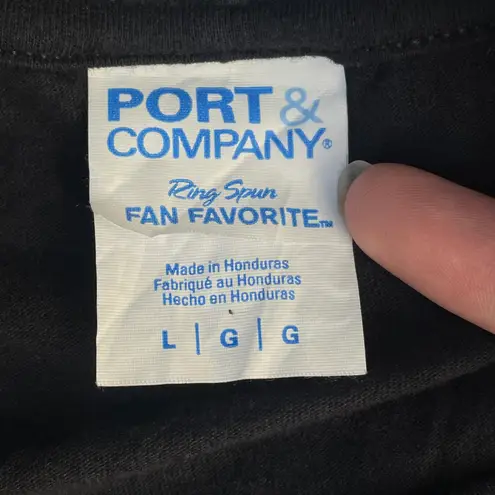 PORT &
COMPANY®
Ring Spun
FAN FAVORITE™
Made in Honduras
Fabriqué au Honduras
Hecho en Honduras
L | G | G